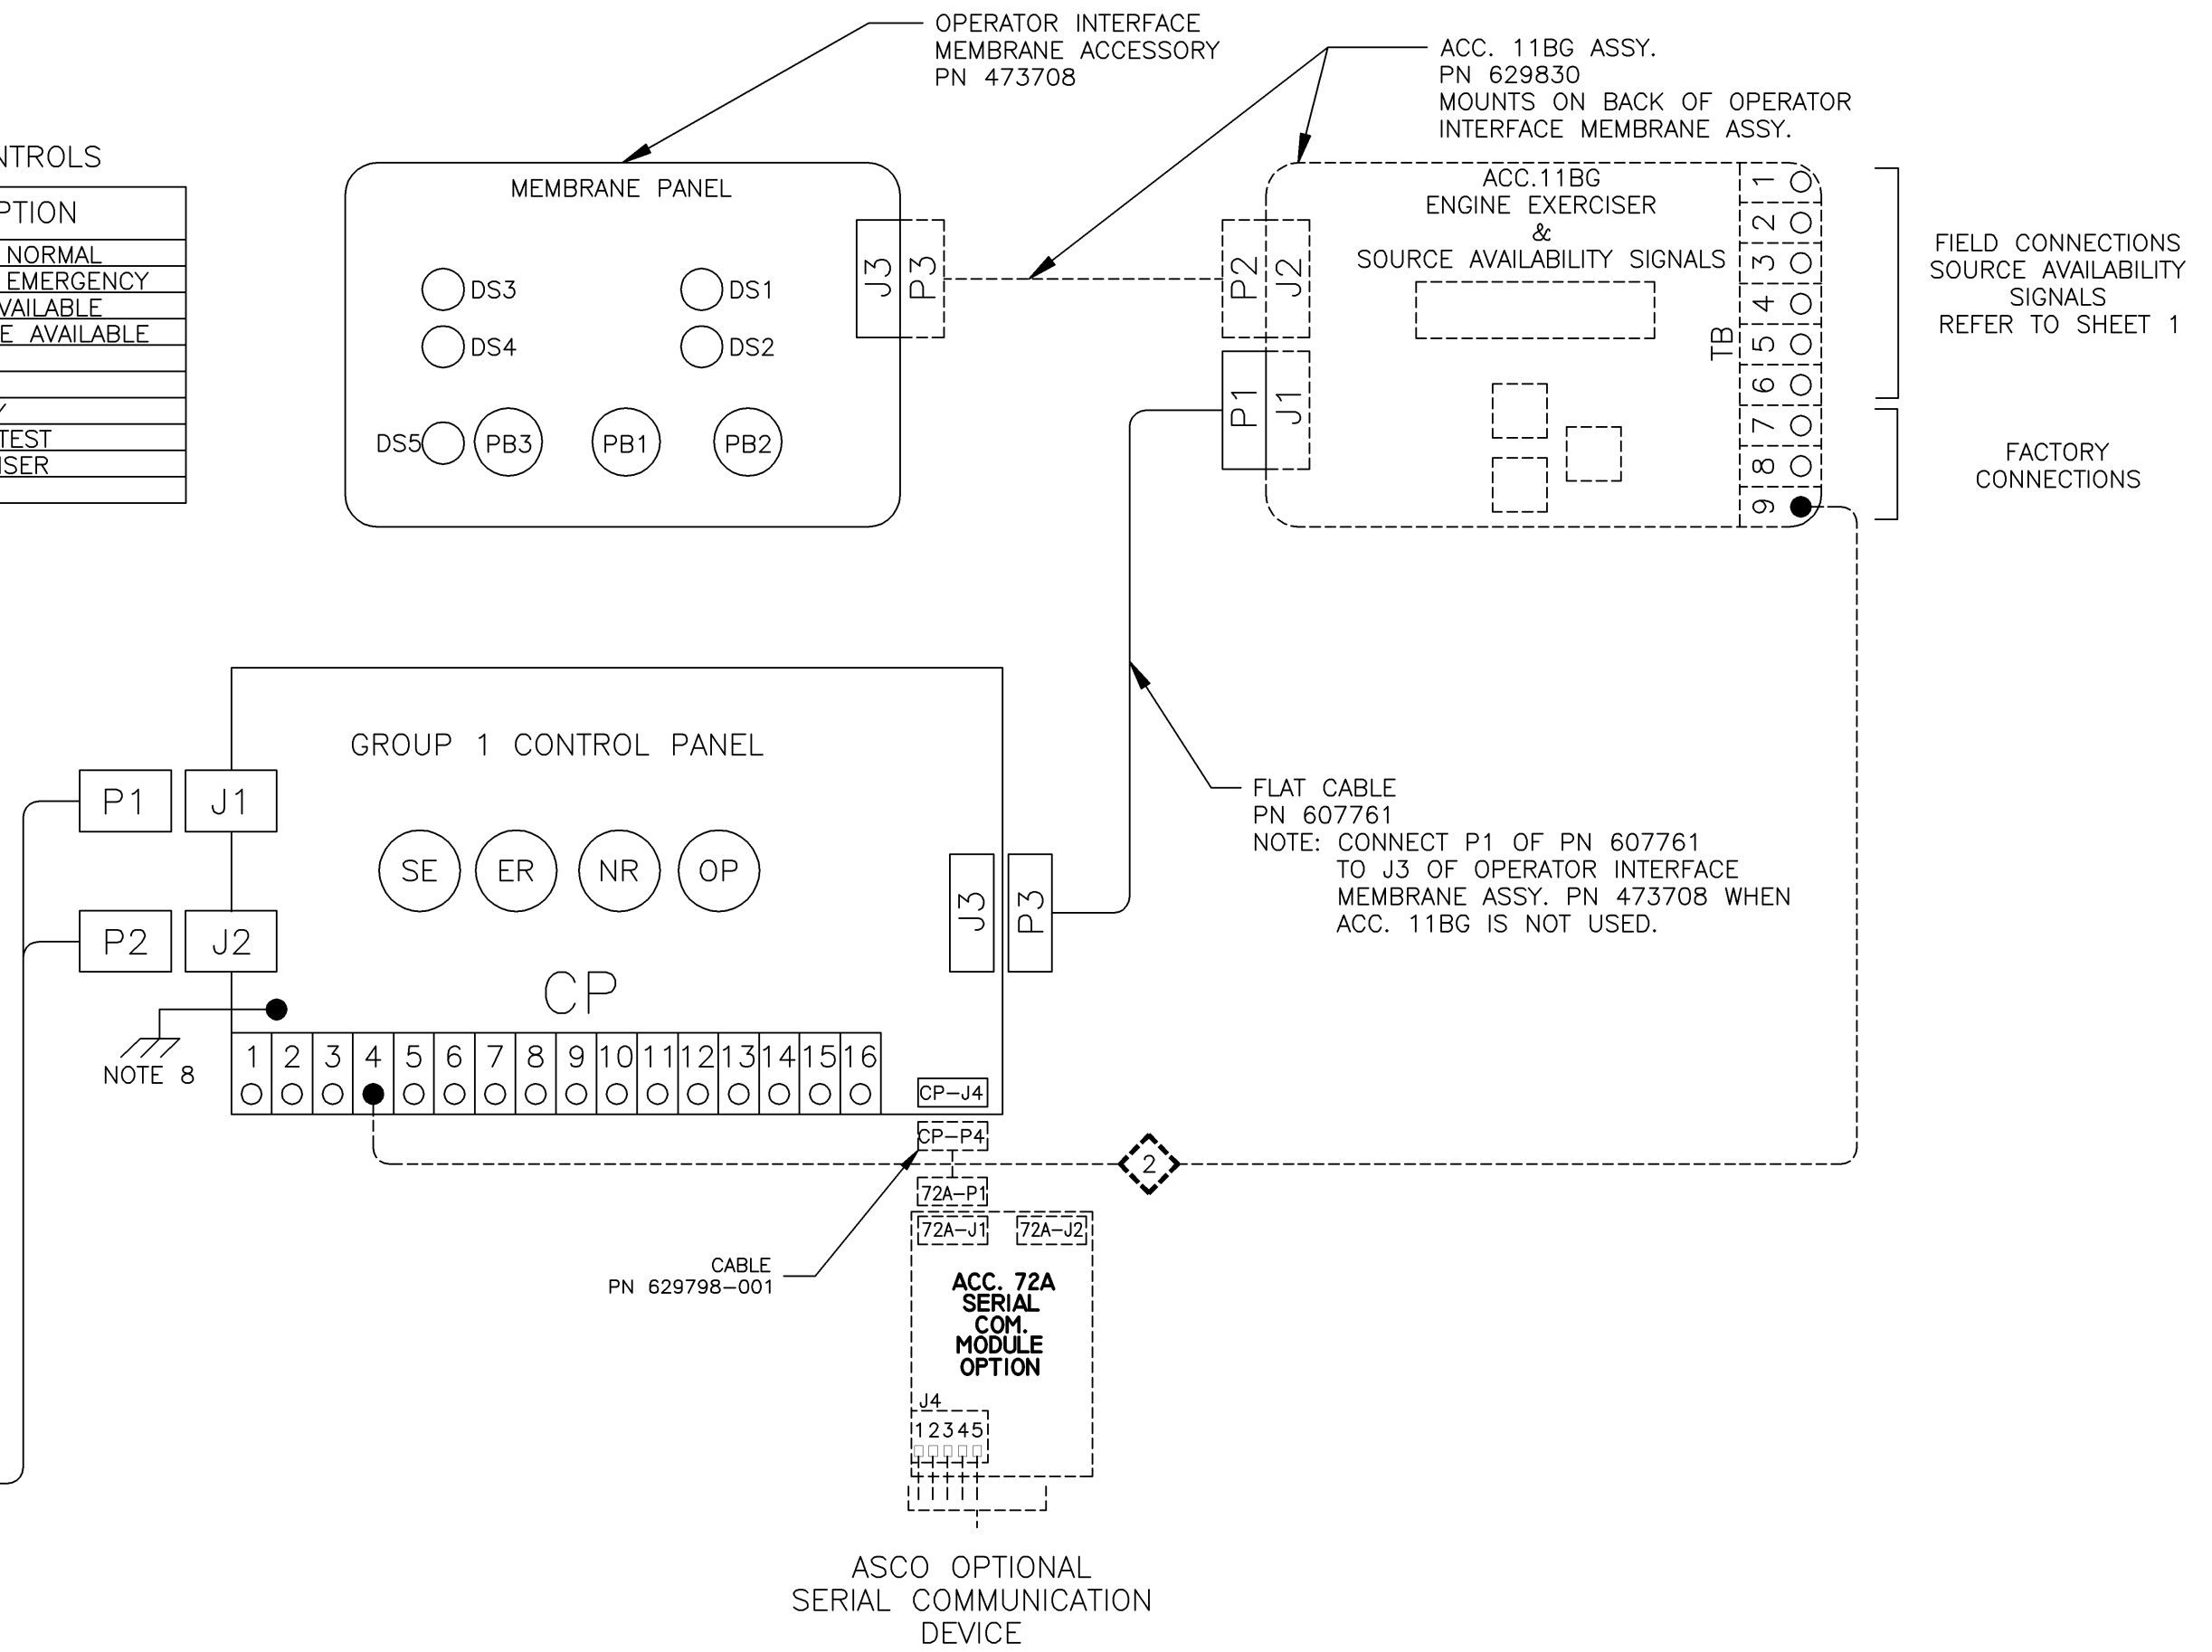 OPERATOR INTERFACE
MEMBRANE ACCESSORY
PN 473708
ACC. 11BG ASSY.
PN 629830
MOUNTS ON BACK OF OPERATOR
INTERFACE MEMBRANE ASSY.
NTROLS
PTION
NORMAL
EMERGENCY
VAILABLE
E AVAILABLE
Y
TEST
ISER
MEMBRANE PANEL
DS3
DS1
DS4
DS2
DS5
PB3
PB1
PB2
J3
P3
P2
J2
P1
J1
ACC.11BG
ENGINE EXERCISER
&
SOURCE AVAILABILITY SIGNALS
TB
1
2
3
4
5
6
7
8
9
FIELD CONNECTIONS
SOURCE AVAILABILITY
SIGNALS
REFER TO SHEET 1
FACTORY
CONNECTIONS
GROUP 1 CONTROL PANEL
P1
J1
SE
ER
NR
OP
P2
J2
J3
P3
CP
NOTE 8
1 2 3 4 5 6 7 8 9 10 11 12 13 14 15 16
FLAT CABLE
PN 607761
NOTE: CONNECT P1 OF PN 607761
TO J3 OF OPERATOR INTERFACE
MEMBRANE ASSY. PN 473708 WHEN
ACC. 11BG IS NOT USED.
CP-J4
CP-P4
2
72A-P1
72A-J1
72A-J2
CABLE
PN 629798-001
ACC. 72A
SERIAL
COM.
MODULE
OPTION
J4
12345
ASCO OPTIONAL
SERIAL COMMUNICATION
DEVICE